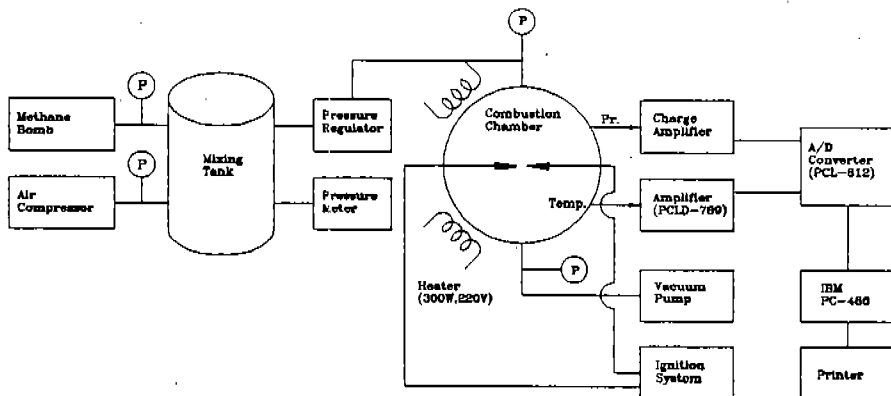 P
P
Methane
Bomb
Pressure
Regulator
Combustion
Chamber
Pr.
Charge
Amplifier
A/D
Converter
(PCL-812)
Mixing
Tank
P
Air
Compressor
Pressure
Meter
Temp.
Amplifier
(PCLD-789)
P
Heater
(300W,220V)
Vacuum
Pump
IBM
PC-486
Ignition
System
Printer